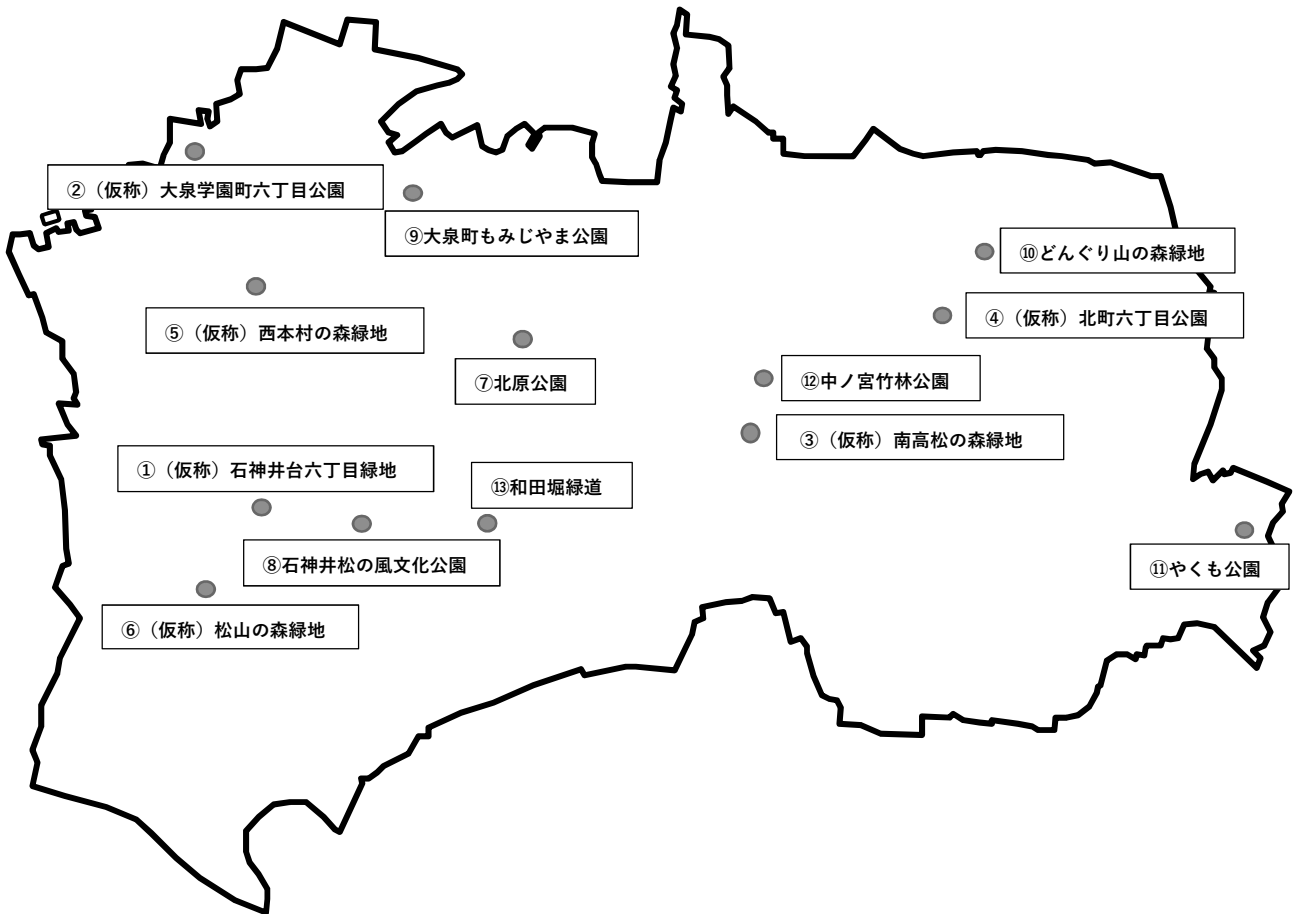 ②（仮称）大泉学園町六丁目公園
⑨大泉町もみじやま公園
⑩どんぐり山の森緑地
⑤（仮称）西本村の森緑地
④（仮称）北町六丁目公園
⑦北原公園
⑫中ノ宮竹林公園
③（仮称）南高松の森緑地
①（仮称）石神井台六丁目緑地
⑬和田堀緑道
⑧石神井松の風文化公園
⑪やくも公園
⑥（仮称）松山の森緑地